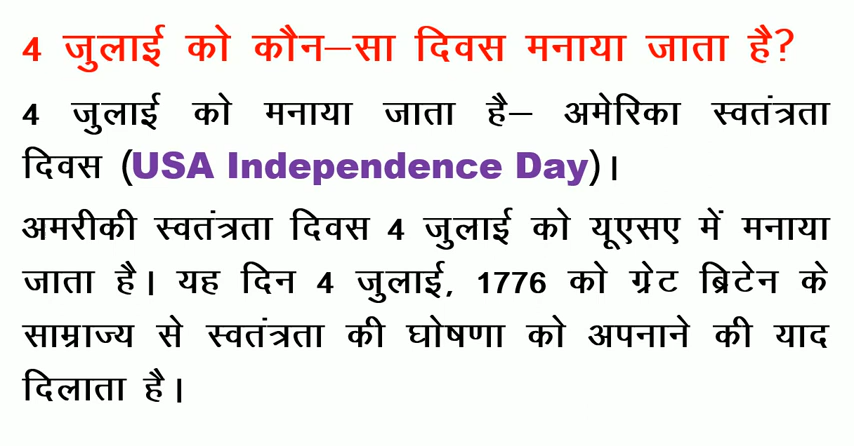 4 जुलाई को कौन–सा दिवस मनाया जाता है?
4 जुलाई को मनाया जाता है– अमेरिका स्वतंत्रता
दिवस (USA Independence Day)।
अमरीकी स्वतंत्रता दिवस 4 जुलाई को यूएसए में मनाया
जाता है। यह दिन 4 जुलाई, 1776 को ग्रेट ब्रिटेन के
साम्राज्य से स्वतंत्रता की घोषणा को अपनाने की याद
दिलाता है।